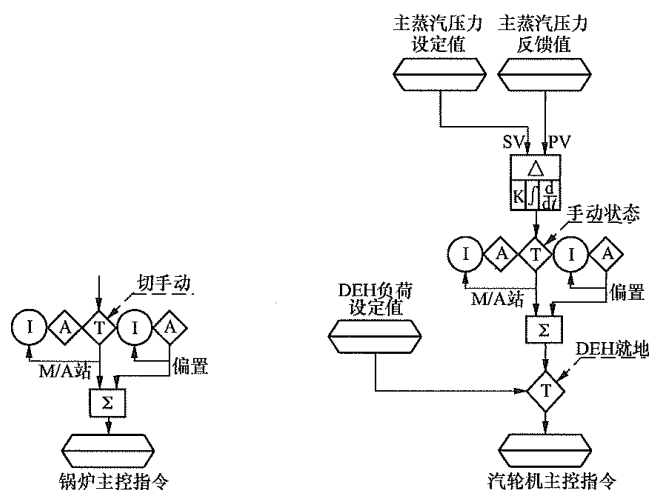 主蒸汽压力
设定值
主蒸汽压力
反馈值
SV
PV
△
K ∫ d/dt
手动状态
I A T I A
M/A站
偏置
Σ
DEH负荷
设定值
DEH就地
T
汽轮机主控指令
切手动
I A T I A
M/A站
偏置
Σ
锅炉主控指令